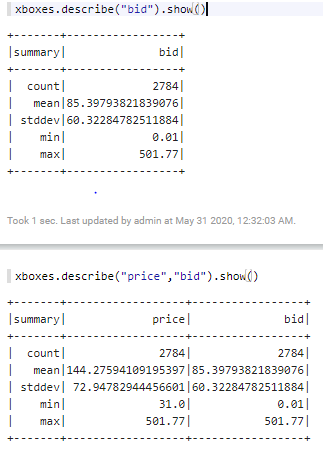 xboxes.describe("bid").show()
+-------+-----------------+
|summary|              bid|
+-------+-----------------+
|  count|             2784|
|   mean|85.39793821839076|
| stddev|60.32284782511884|
|    min|             0.01|
|    max|           501.77|
+-------+-----------------+
Took 1 sec. Last updated by admin at May 31 2020, 12:32:03 AM.
xboxes.describe("price","bid").show()
+-------+------------------+-----------------+
|summary|             price|              bid|
+-------+------------------+-----------------+
|  count|              2784|             2784|
|   mean|144.27594109195397|85.39793821839076|
| stddev| 72.94782944456601|60.32284782511884|
|    min|              31.0|             0.01|
|    max|            501.77|           501.77|
+-------+------------------+-----------------+